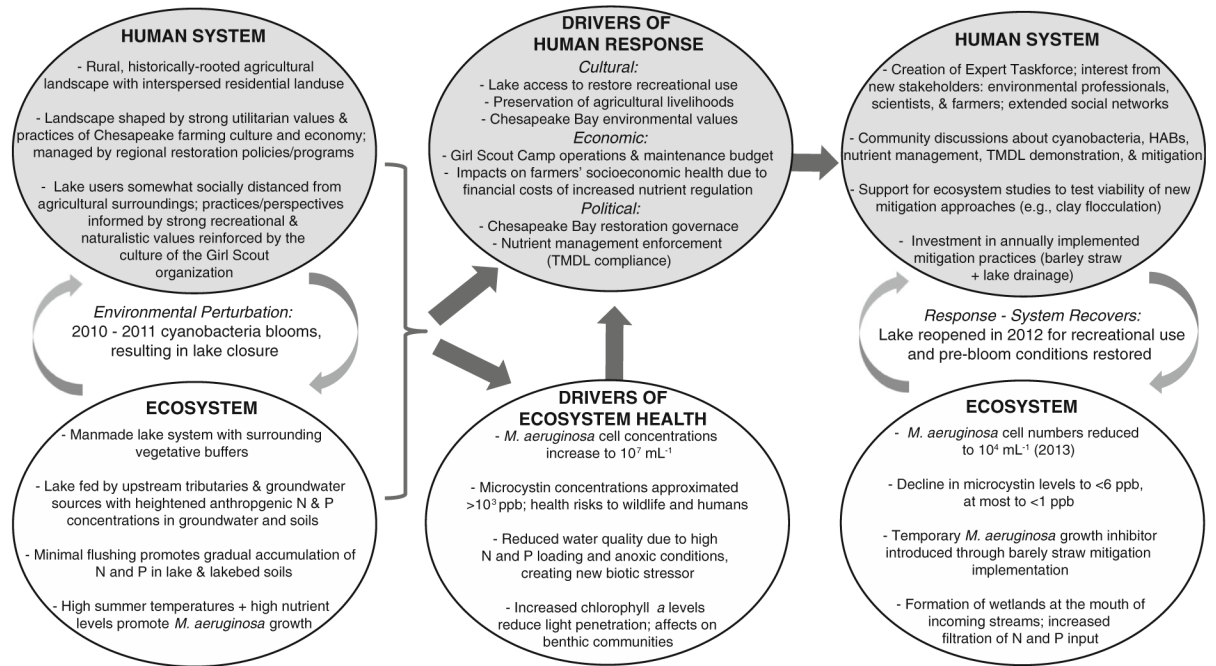 HUMAN SYSTEM
- Rural, historically-rooted agricultural
landscape with interspersed residential landuse
- Landscape shaped by strong utilitarian values &
practices of Chesapeake farming culture and economy;
managed by regional restoration policies/programs
- Lake users somewhat socially distanced from
agricultural surroundings; practices/perspectives
informed by strong recreational &
naturalistic values reinforced by the
culture of the Girl Scout
organization
Environmental Perturbation:
2010 - 2011 cyanobacteria blooms,
resulting in lake closure
ECOSYSTEM
- Manmade lake system with surrounding
vegetative buffers
- Lake fed by upstream tributaries & groundwater
sources with heightened anthropogenic N & P
concentrations in groundwater and soils
- Minimal flushing promotes gradual accumulation of
N and P in lake & lakebed soils
- High summer temperatures + high nutrient
levels promote M. aeruginosa growth
DRIVERS OF
HUMAN RESPONSE
Cultural:
- Lake access to restore recreational use
- Preservation of agricultural livelihoods
- Chesapeake Bay environmental values
Economic:
- Girl Scout Camp operations & maintenance budget
- Impacts on farmers' socioeconomic health due to
financial costs of increased nutrient regulation
Political:
- Chesapeake Bay restoration governace
- Nutrient management enforcement
(TMDL compliance)
DRIVERS OF
ECOSYSTEM HEALTH
- M. aeruginosa cell concentrations
increase to 10⁷ mL⁻¹
- Microcystin concentrations approximated
>10³ ppb; health risks to wildlife and humans
- Reduced water quality due to high
N and P loading and anoxic conditions,
creating new biotic stressor
- Increased chlorophyll a levels
reduce light penetration; affects on
benthic communities
HUMAN SYSTEM
- Creation of Expert Taskforce; interest from
new stakeholders: environmental professionals,
scientists, & farmers; extended social networks
- Community discussions about cyanobacteria, HABs,
nutrient management, TMDL demonstration, & mitigation
- Support for ecosystem studies to test viability of new
mitigation approaches (e.g., clay flocculation)
- Investment in annually implemented
mitigation practices (barley straw
+ lake drainage)
Response - System Recovers:
Lake reopened in 2012 for recreational use
and pre-bloom conditions restored
ECOSYSTEM
- M. aeruginosa cell numbers reduced
to 10⁴ mL⁻¹ (2013)
- Decline in microcystin levels to <6 ppb,
at most to <1 ppb
- Temporary M. aeruginosa growth inhibitor
introduced through barely straw mitigation
implementation
- Formation of wetlands at the mouth of
incoming streams; increased
filtration of N and P input